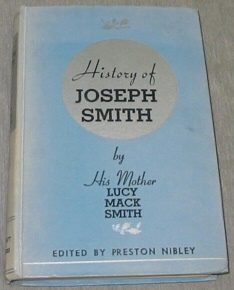 History of
JOSEPH
SMITH
by
His Mother
LUCY
MACK
SMITH
EDITED BY PRESTON NIBLEY